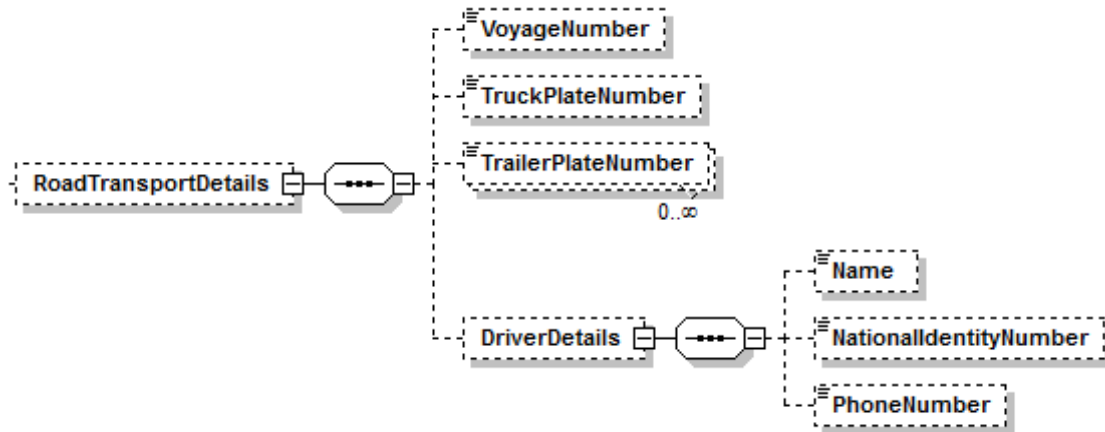 VoyageNumber
TruckPlateNumber
TrailerPlateNumber
RoadTransportDetails
0..∞
Name
DriverDetails
NationalIdentityNumber
PhoneNumber